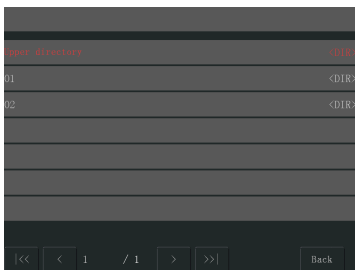 Upper directory <DIR>
01 <DIR>
02 <DIR>
|<< < 1 / 1 > >>| Back